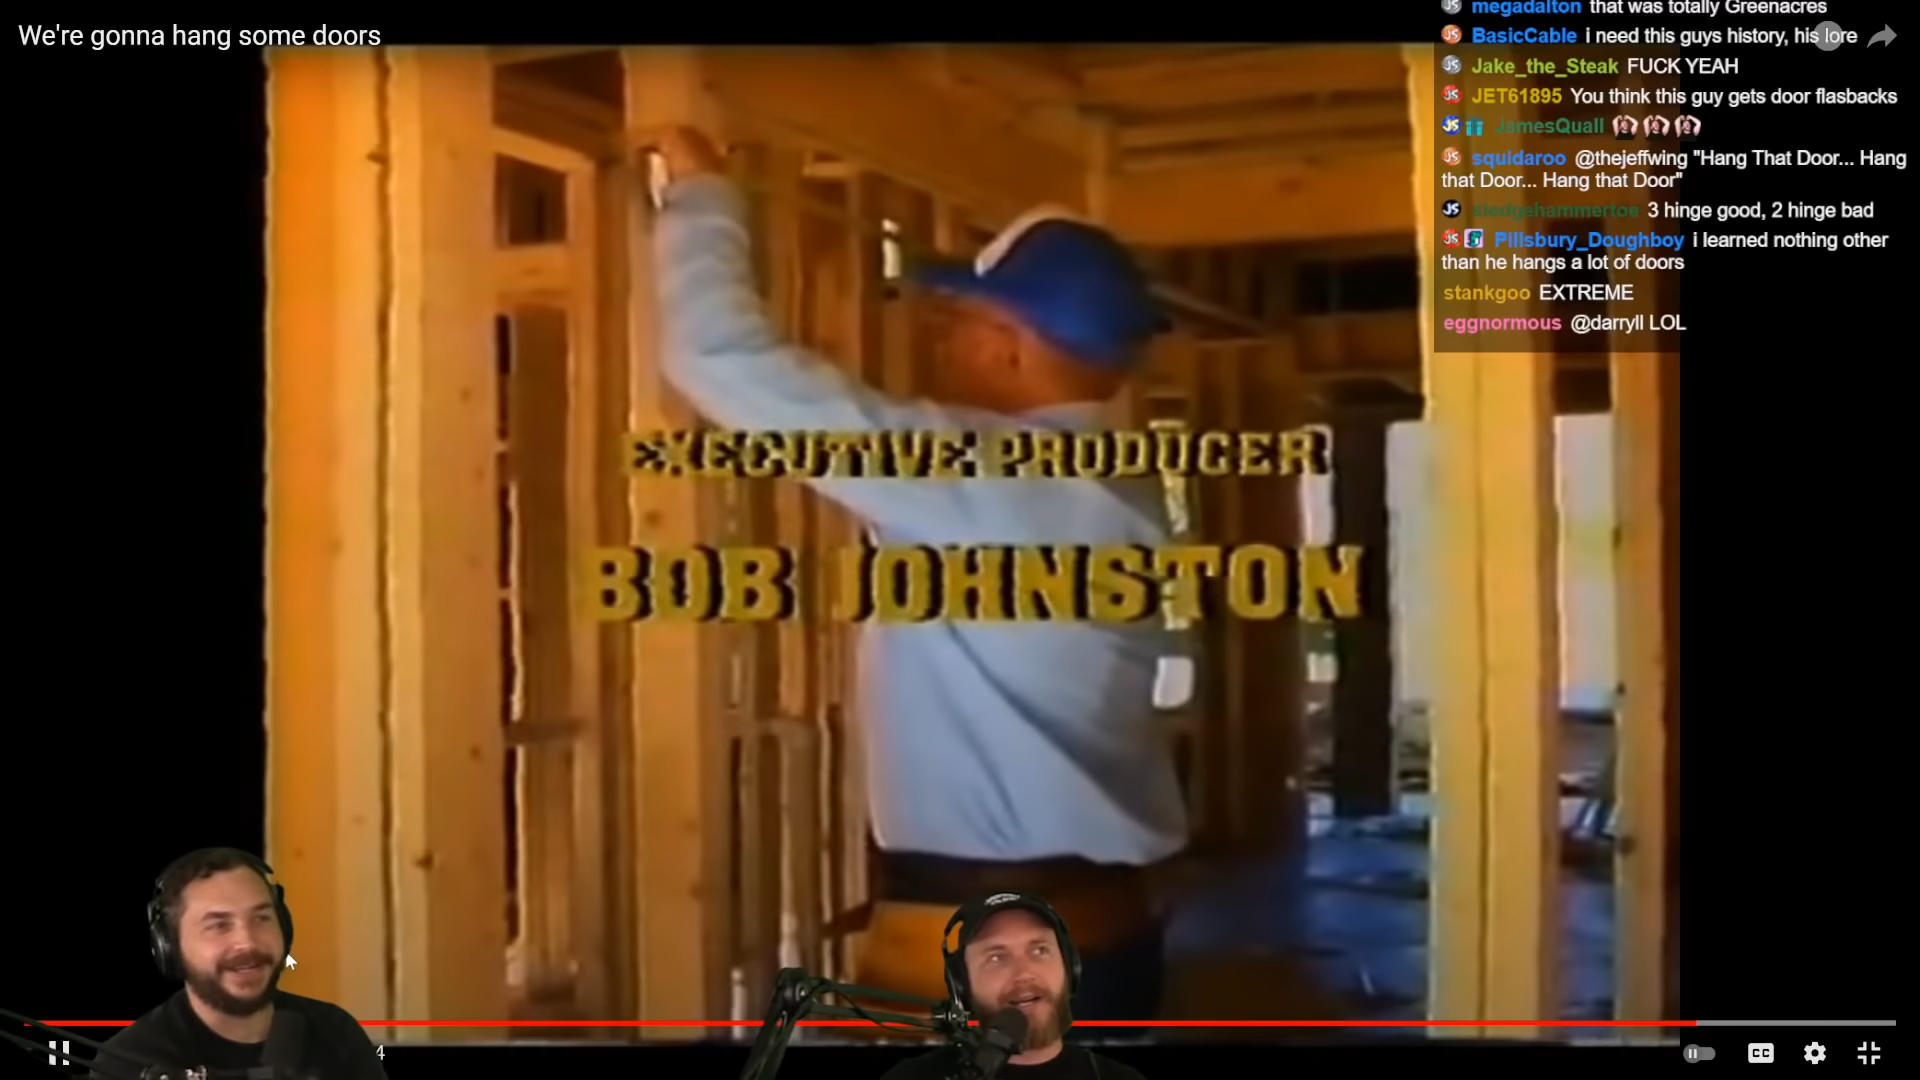 We're gonna hang some doors
megadalton that was totally Greenacres
BasicCable i need this guys history, his lore
Jake_the_Steak FUCK YEAH
JET61895 You think this guy gets door flasbacks
JamesQuall
squidaroo @thejeffwing "Hang That Door... Hang
that Door... Hang that Door"
sledgehammertoe 3 hinge good, 2 hinge bad
Pillsbury_Doughboy i learned nothing other
than he hangs a lot of doors
stankgoo EXTREME
eggnormous @darryll LOL
EXECUTIVE PRODUCER
BOB JOHNSTON
4
CC